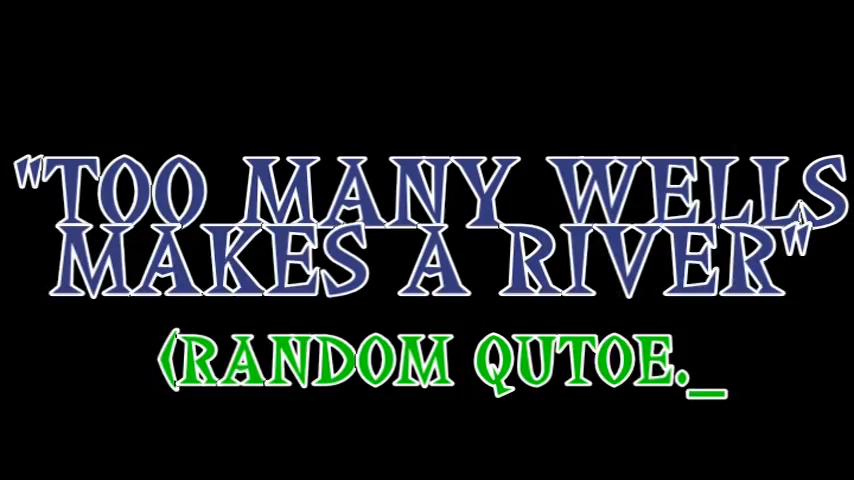 "TOO MANY WELLS
MAKES A RIVER"
(RANDOM QUTOE._